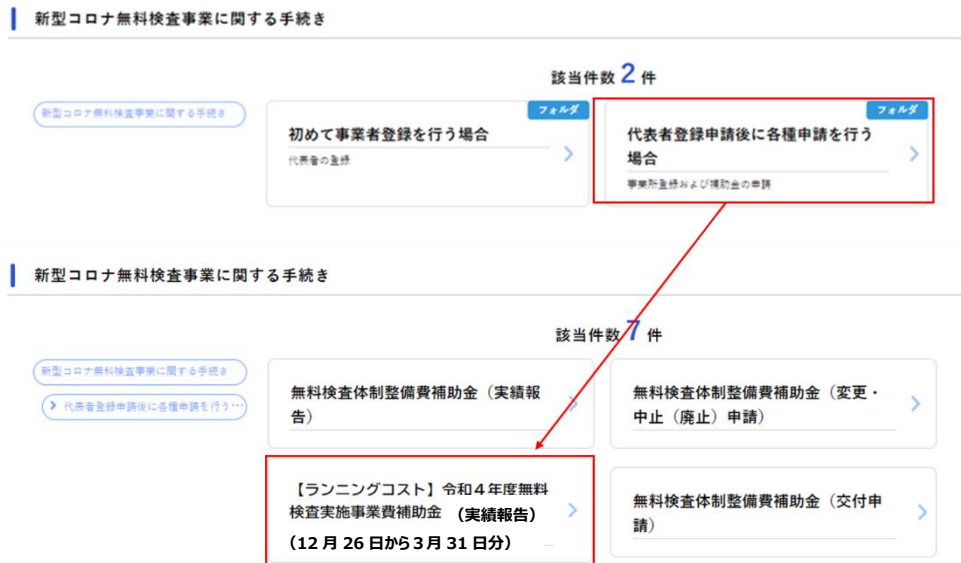 新型コロナ無料検査事業に関する手続き
該当件数 2 件
新型コロナ無料検査事業に関する手続き
フォルダ
初めて事業者登録を行う場合
代表者の登録
フォルダ
代表者登録申請後に各種申請を行う
場合
事業所登録および補助金の申請
新型コロナ無料検査事業に関する手続き
該当件数 7 件
新型コロナ無料検査事業に関する手続き
代表者登録申請後に各種申請を行う…
無料検査体制整備費補助金（実績報
告）
無料検査体制整備費補助金（変更・
中止（廃止）申請）
【ランニングコスト】令和４年度無料
検査実施事業費補助金 （実績報告）
（12 月 26 日から３月 31 日分）
無料検査体制整備費補助金（交付申
請）